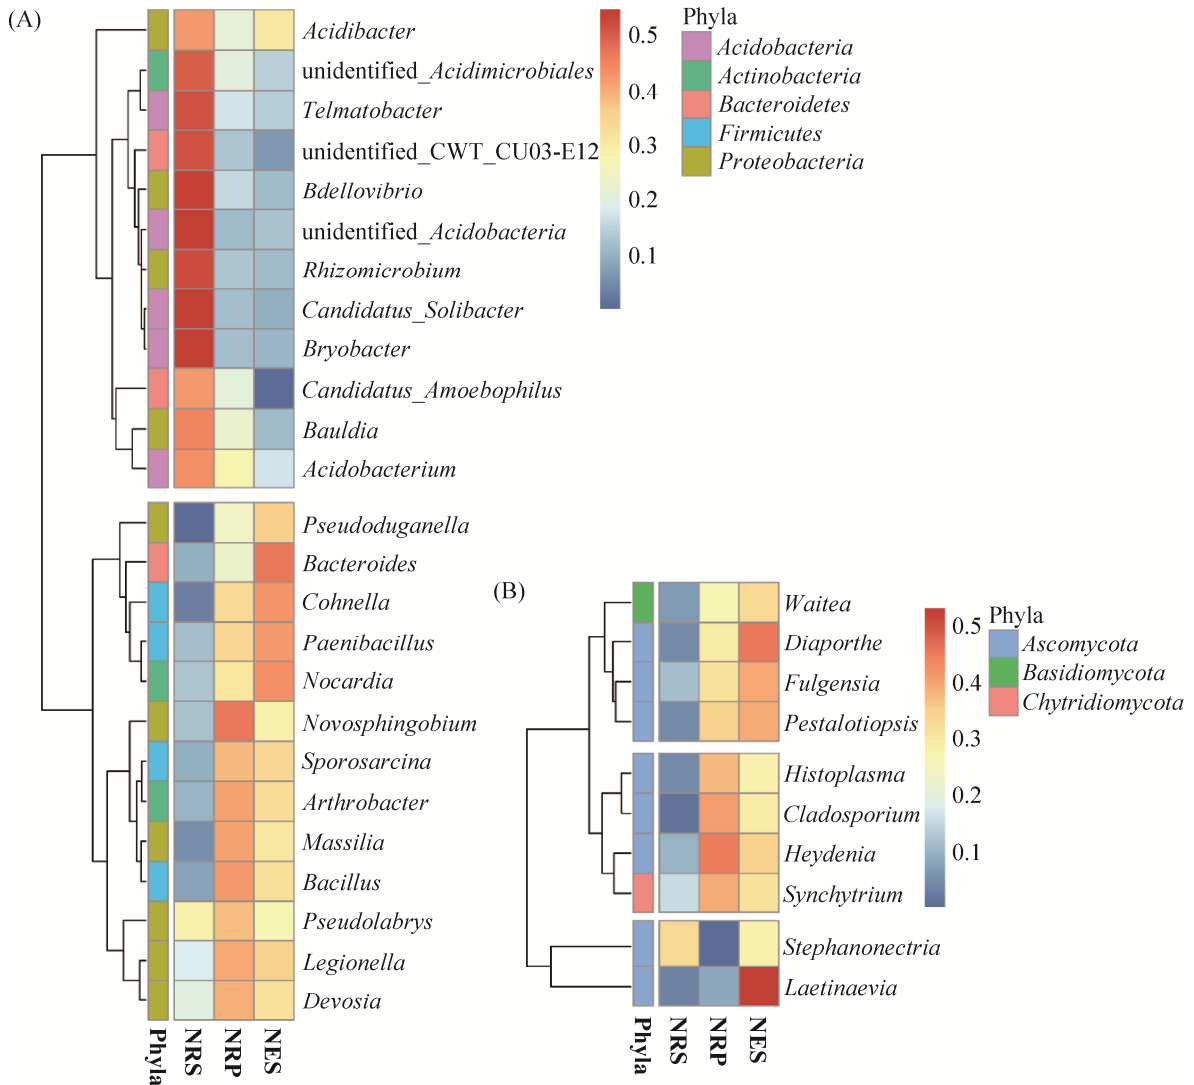 (A)
Acidibacter
unidentified_Acidimicrobiales
Telmatobacter
unidentified_CWT_CU03-E12
Bdellovibrio
unidentified_Acidobacteria
Rhizomicrobium
Candidatus_Solibacter
Bryobacter
Candidatus_Amoebophilus
Bauldia
Acidobacterium
Pseudoduganella
Bacteroides
Cohnella
Paenibacillus
Nocardia
Novosphingobium
Sporosarcina
Arthrobacter
Massilia
Bacillus
Pseudolabrys
Legionella
Devosia
Phyla
NRS
NRP
NES
0.5
0.4
0.3
0.2
0.1
Phyla
Acidobacteria
Actinobacteria
Bacteroidetes
Firmicutes
Proteobacteria
(B)
Waitea
Diaporthe
Fulgensia
Pestalotiopsis
Histoplasma
Cladosporium
Heydenia
Synchytrium
Stephanonectria
Laetinaevia
Phyla
NRS
NRP
NES
0.5
0.4
0.3
0.2
0.1
Phyla
Ascomycota
Basidiomycota
Chytridiomycota